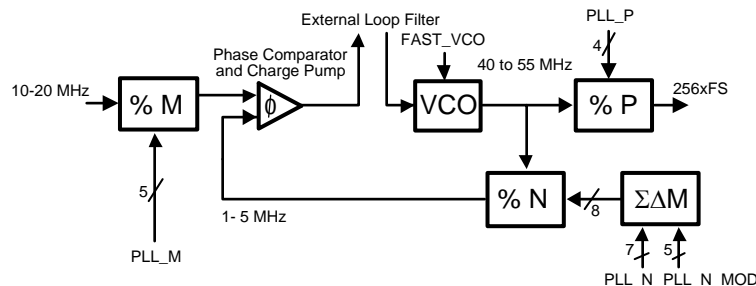 External Loop Filter
PLL_P
FAST_VCO
4
Phase Comparator
and Charge Pump
40 to 55 MHz
10-20 MHz
% M
ϕ
VCO
% P
256xFS
5
% N
8
ΣΔM
1- 5 MHz
7
5
PLL_M
PLL_N
PLL_N_MOD